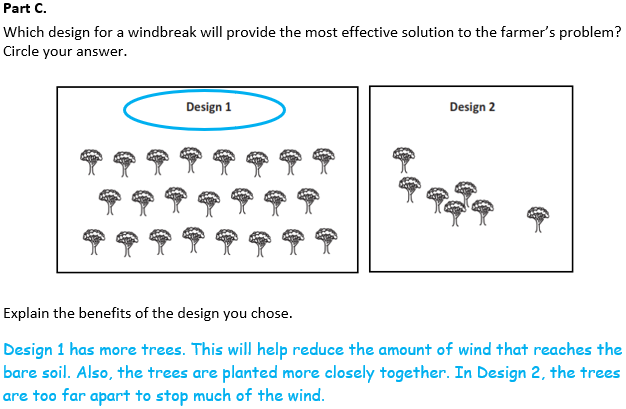 Part C.
Which design for a windbreak will provide the most effective solution to the farmer's problem?
Circle your answer.
Design 1
Design 2
Explain the benefits of the design you chose.
Design 1 has more trees. This will help reduce the amount of wind that reaches the
bare soil. Also, the trees are planted more closely together. In Design 2, the trees
are too far apart to stop much of the wind.